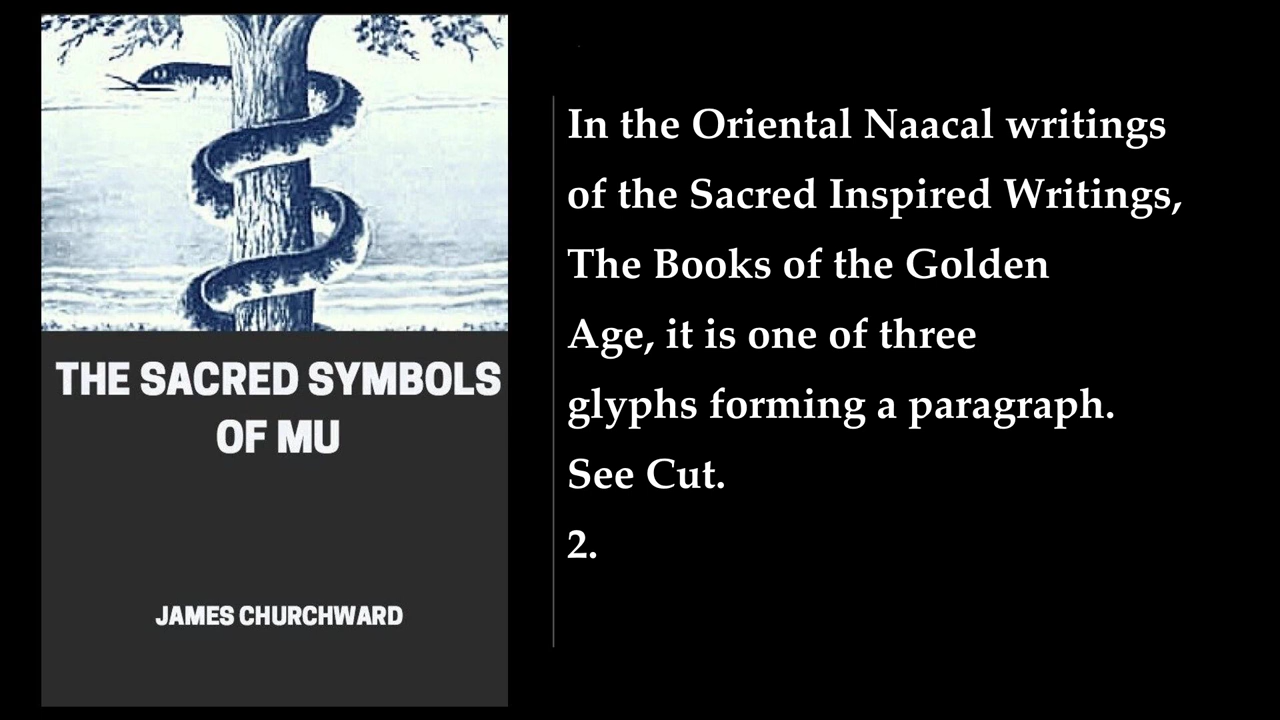 THE SACRED SYMBOLS
OF MU
JAMES CHURCHWARD
In the Oriental Naacal writings
of the Sacred Inspired Writings,
The Books of the Golden
Age, it is one of three
glyphs forming a paragraph.
See Cut.
2.